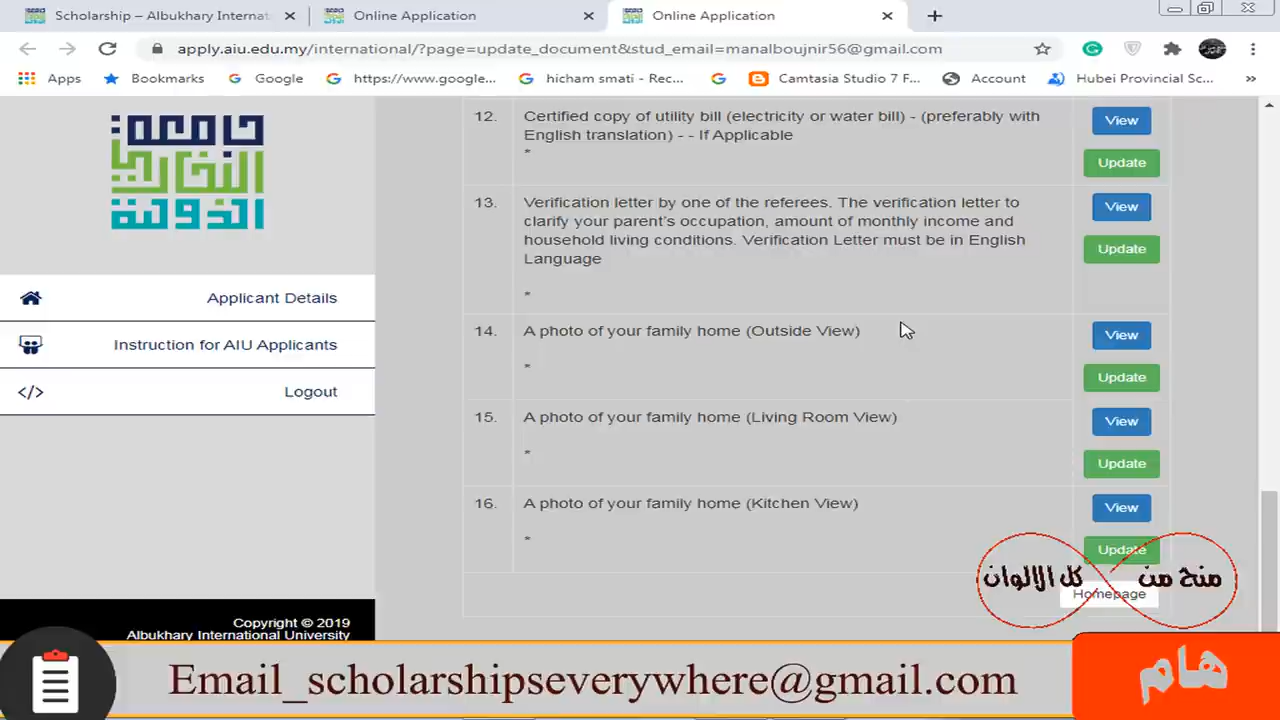 Scholarship – Albukhary Internat
Online Application
Online Application
apply.aiu.edu.my/international/?page=update_document&stud_email=manalboujnir56@gmail.com
Apps
Bookmarks
Google
https://www.google...
hicham smati - Rec...
Camtasia Studio 7 F...
Account
Hubei Provincial Sc...
»
جامعة
البخاري
الدولية
Applicant Details
Instruction for AIU Applicants
</> Logout
Copyright © 2019
Albukhary International University
12. Certified copy of utility bill (electricity or water bill) - (preferably with
English translation) - - If Applicable
*
View
Update
13. Verification letter by one of the referees. The verification letter to
clarify your parent's occupation, amount of monthly income and
household living conditions. Verification Letter must be in English
Language
*
View
Update
14. A photo of your family home (Outside View)
*
View
Update
15. A photo of your family home (Living Room View)
*
View
Update
16. A photo of your family home (Kitchen View)
*
View
Update
Homepage
منح من كل الالوان
Email_scholarshipseverywhere@gmail.com
هام